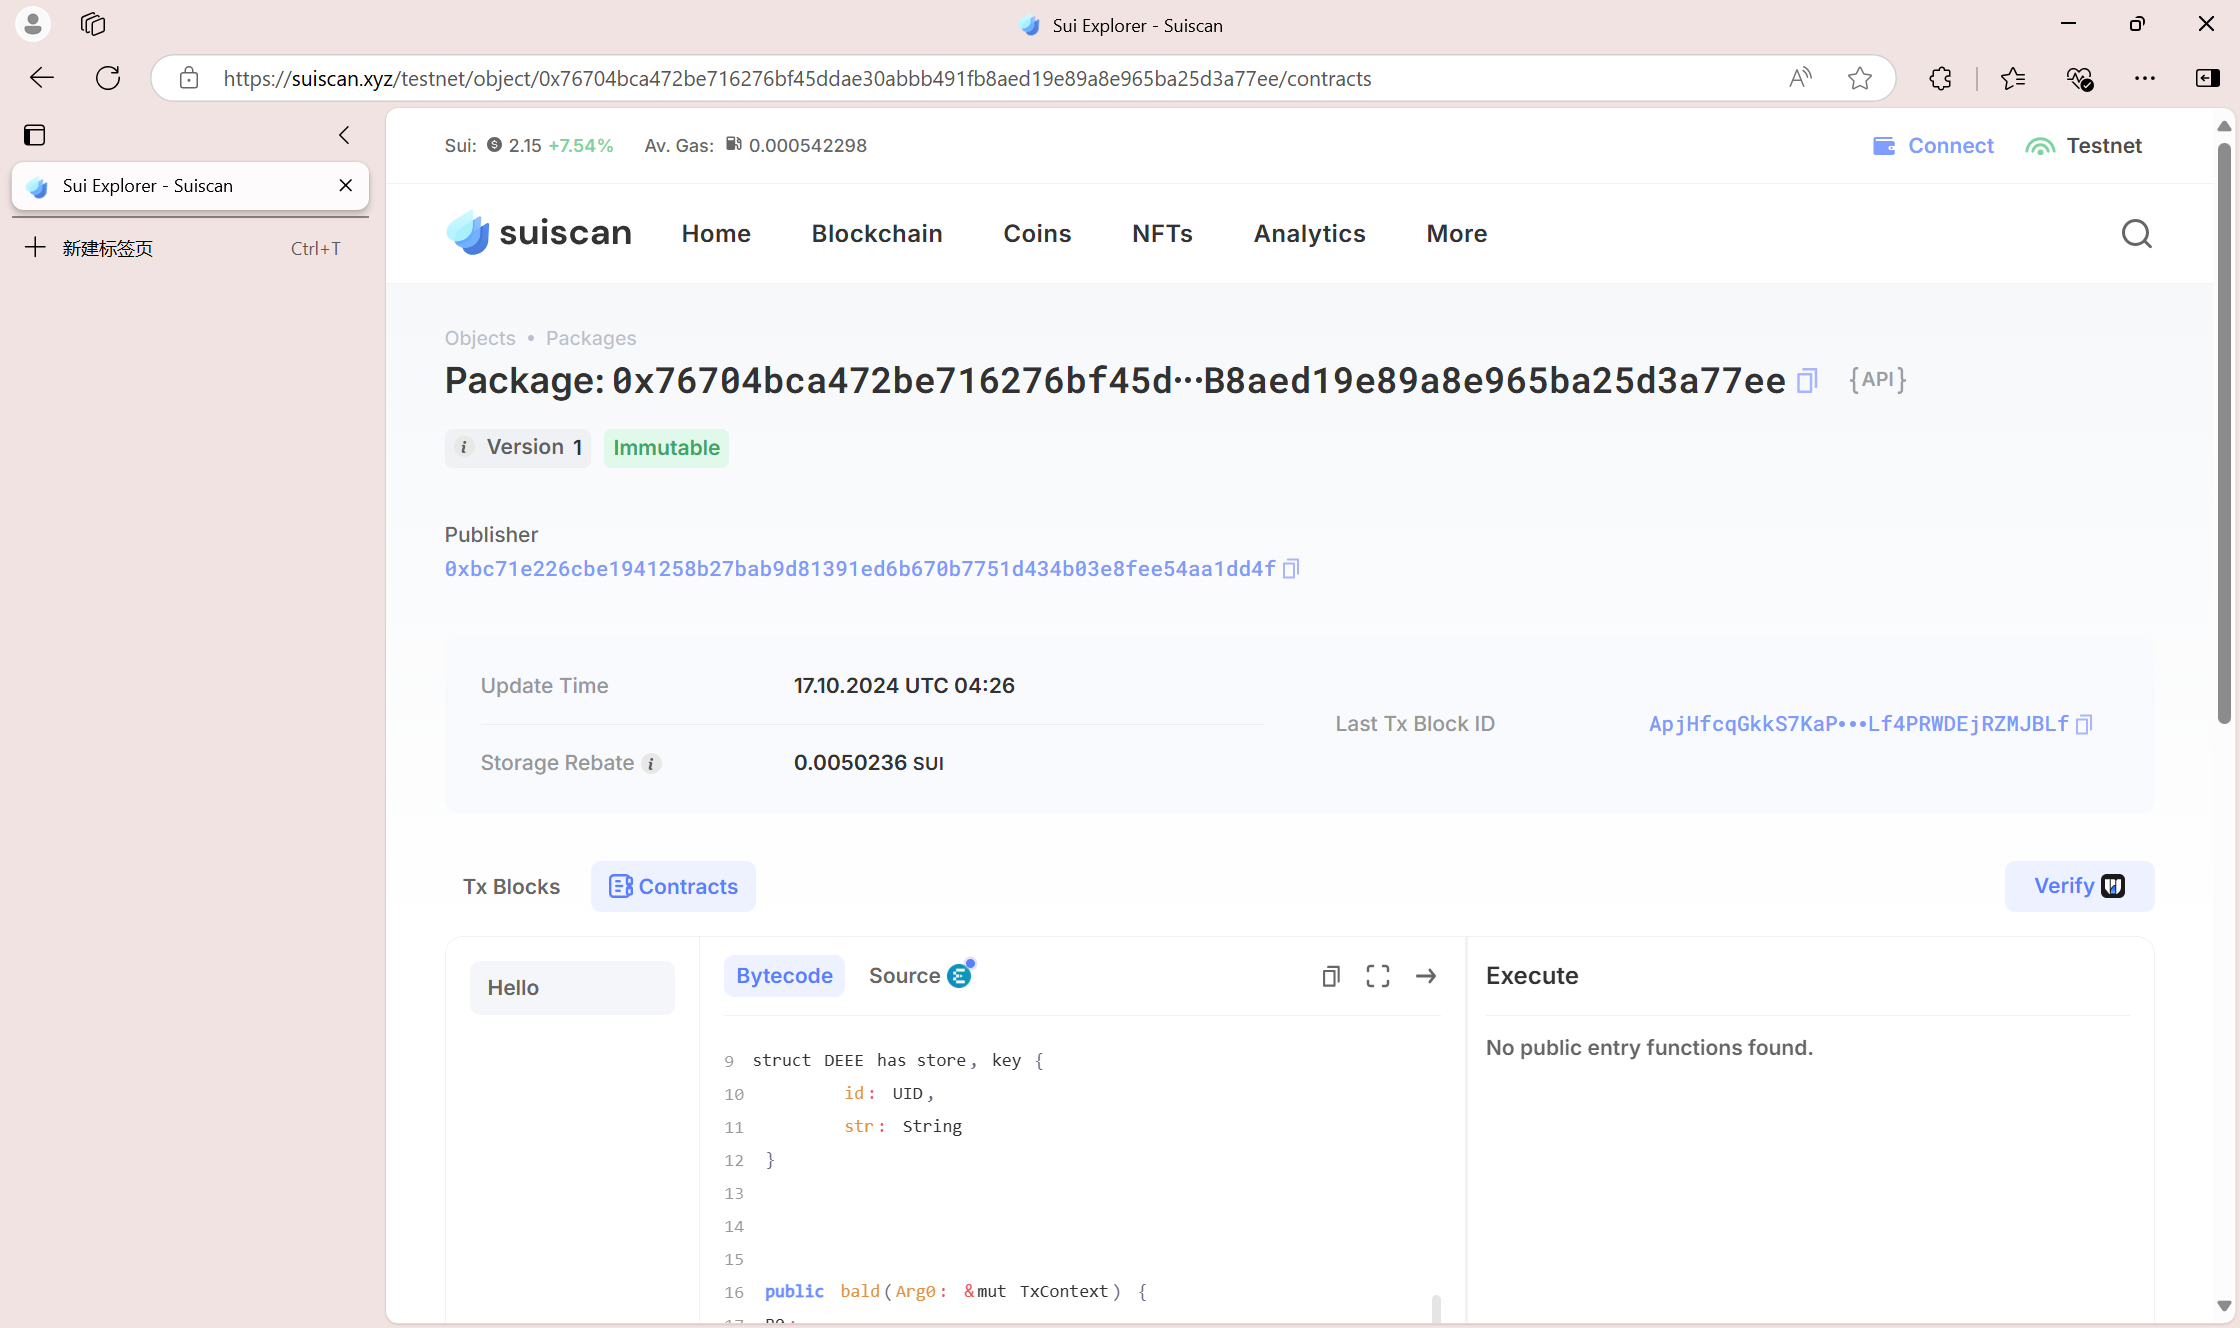 Sui Explorer - Suiscan
https://suiscan.xyz/testnet/object/0x76704bca472be716276bf45ddae30abbb491fb8aed19e89a8e965ba25d3a77ee/contracts
Sui Explorer - Suiscan
新建标签页 Ctrl+T
Sui: 2.15 +7.54% Av. Gas: 0.000542298 Connect Testnet
suiscan Home Blockchain Coins NFTs Analytics More
Objects • Packages
Package: 0x76704bca472be716276bf45d···B8aed19e89a8e965ba25d3a77ee {API}
i Version 1 Immutable
Publisher
0xbc71e226cbe1941258b27bab9d81391ed6b670b7751d434b03e8fee54aa1dd4f
Update Time 17.10.2024 UTC 04:26
Last Tx Block ID ApjHfcqGkkS7KaP•••Lf4PRWDEjRZMJBLf
Storage Rebate i 0.0050236 SUI
Tx Blocks Contracts Verify
Hello
Bytecode Source
Execute
No public entry functions found.
9 struct DEEE has store, key {
10 id: UID,
11 str: String
12 }
13
14
15
16 public bald(Arg0: &mut TxContext) {